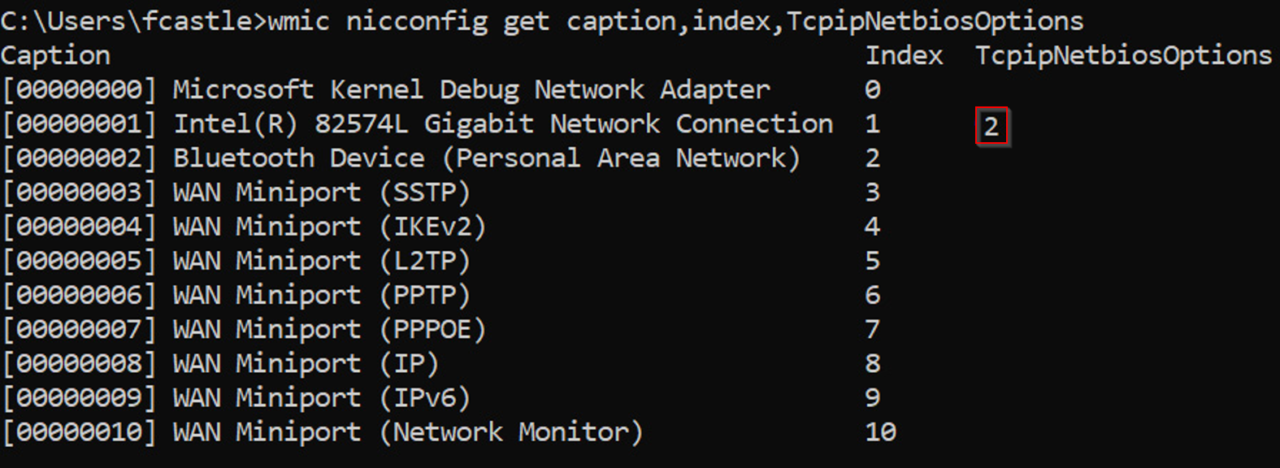 C:\Users\fcastle>wmic nicconfig get caption,index,TcpipNetbiosOptions
Caption                                                Index  TcpipNetbiosOptions
[00000000] Microsoft Kernel Debug Network Adapter      0
[00000001] Intel(R) 82574L Gigabit Network Connection  1      2
[00000002] Bluetooth Device (Personal Area Network)    2
[00000003] WAN Miniport (SSTP)                         3
[00000004] WAN Miniport (IKEv2)                        4
[00000005] WAN Miniport (L2TP)                         5
[00000006] WAN Miniport (PPTP)                         6
[00000007] WAN Miniport (PPPOE)                        7
[00000008] WAN Miniport (IP)                           8
[00000009] WAN Miniport (IPv6)                         9
[00000010] WAN Miniport (Network Monitor)              10